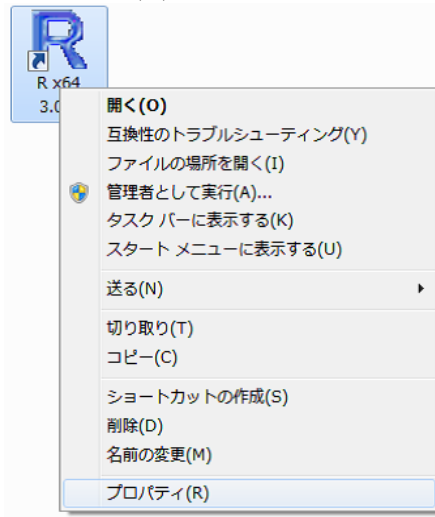 R
R x64
3.0
開く(O)
互換性のトラブルシューティング(Y)
ファイルの場所を開く(I)
管理者として実行(A)...
タスク バーに表示する(K)
スタート メニューに表示する(U)
送る(N)
切り取り(T)
コピー(C)
ショートカットの作成(S)
削除(D)
名前の変更(M)
プロパティ(R)